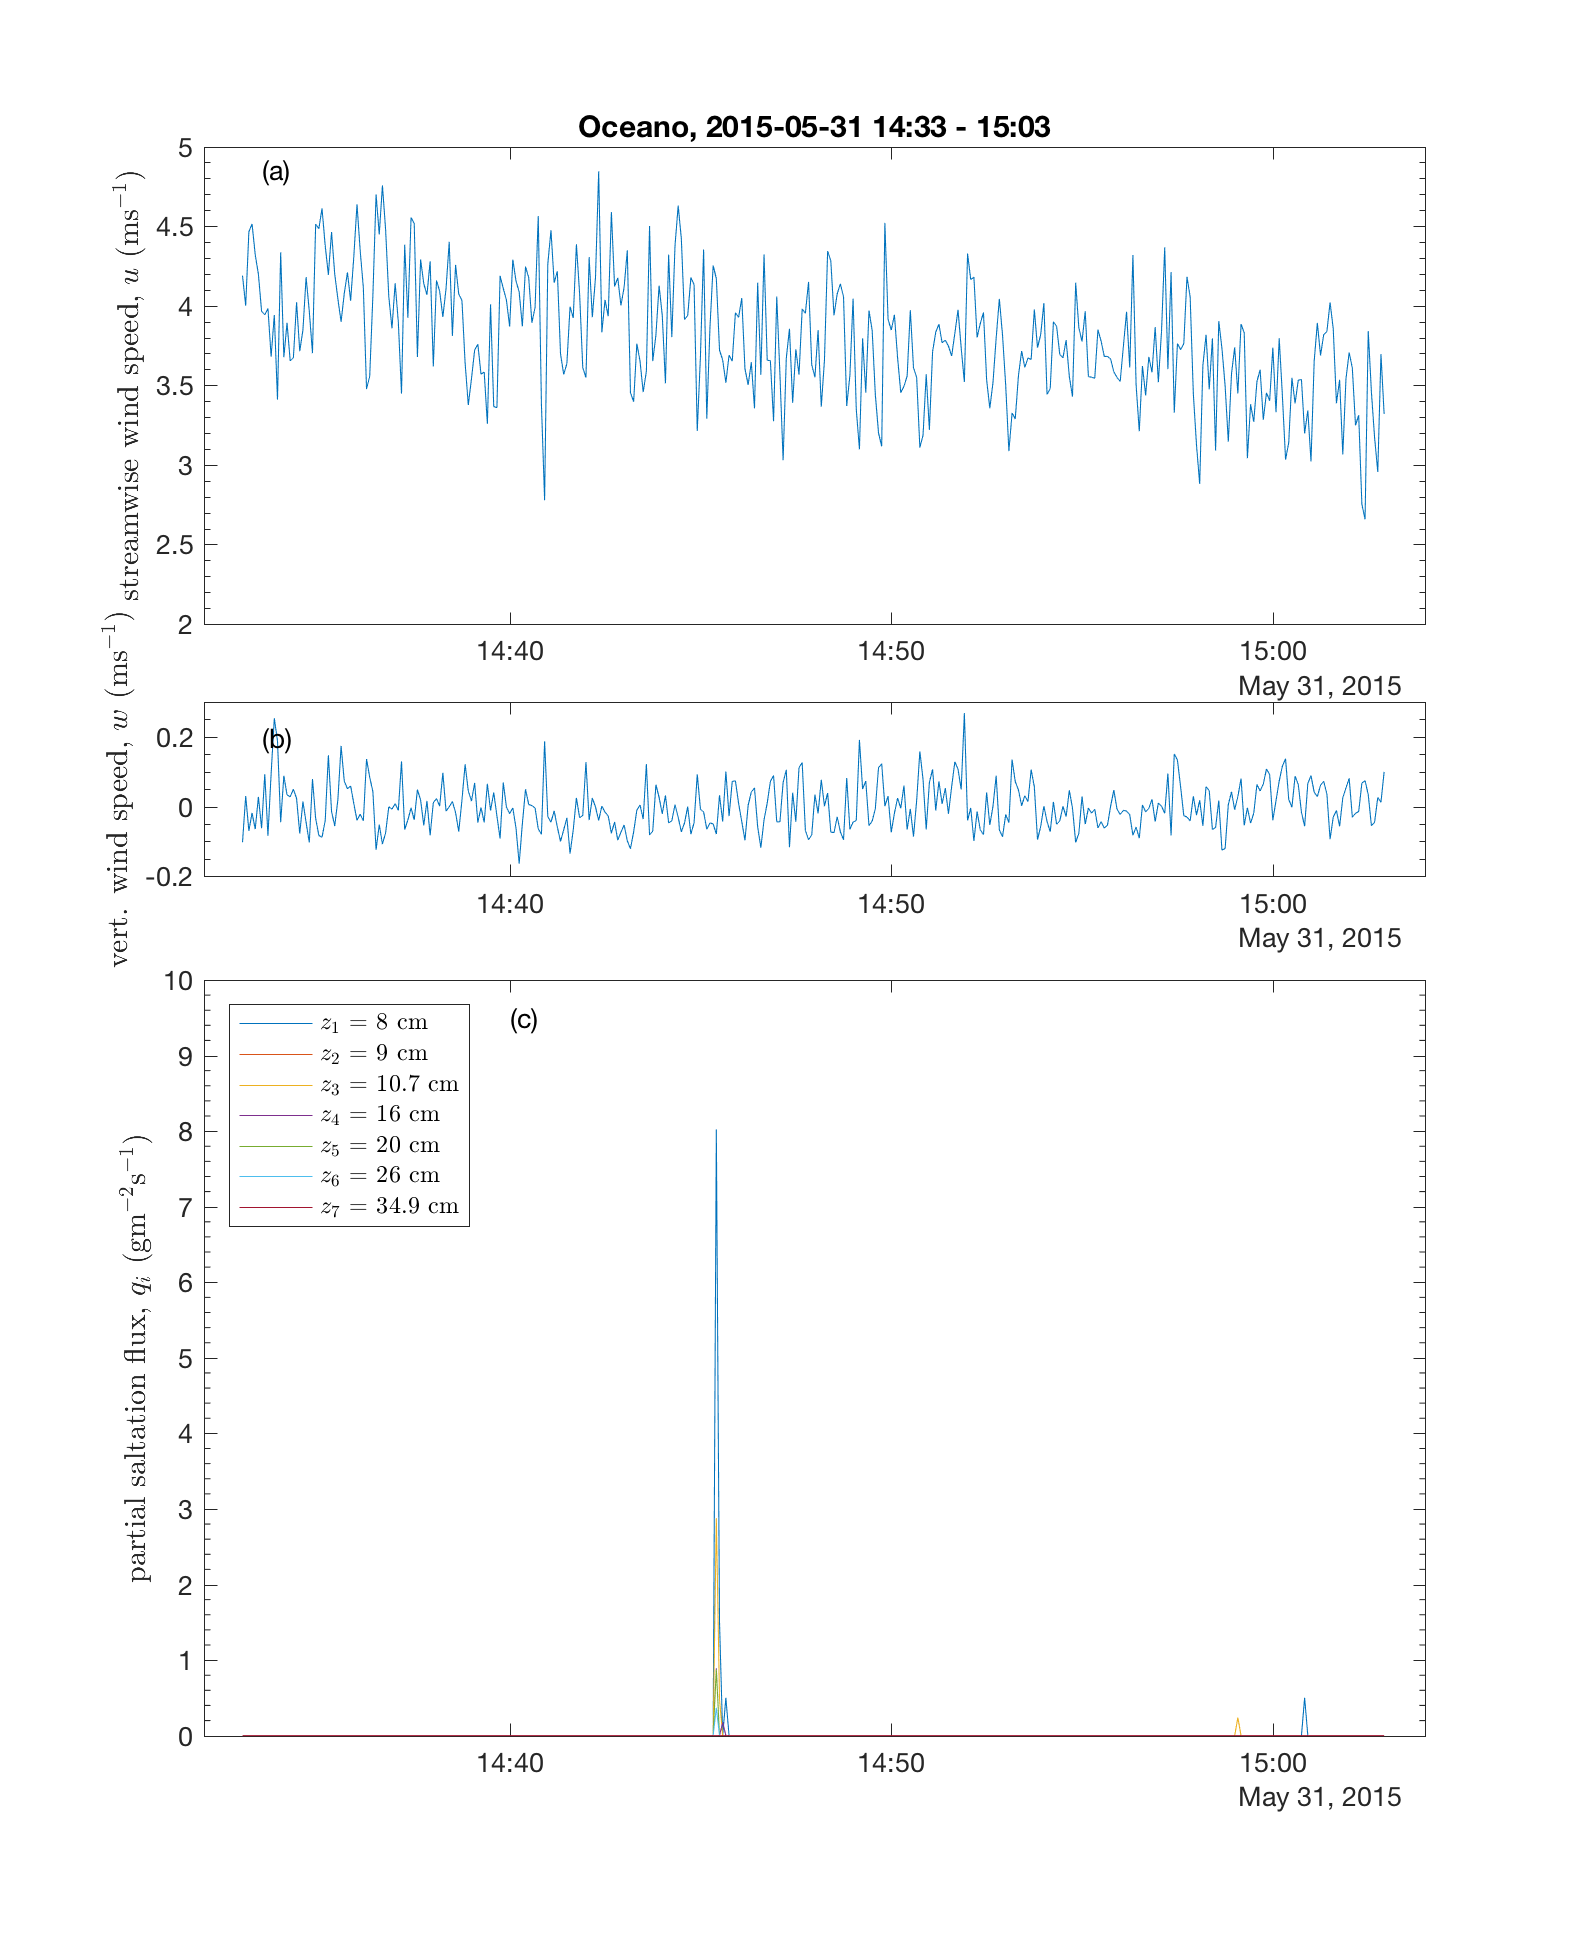 Oceano, 2015-05-31 14:33 - 15:03
(a)
streamwise wind speed, u (ms⁻¹)
5
4.5
4
3.5
3
2.5
2
14:40 14:50 15:00
May 31, 2015
(b)
vert. wind speed, w (ms⁻¹)
0.2
0
-0.2
14:40 14:50 15:00
May 31, 2015
(c)
partial saltation flux, qᵢ (gm⁻²s⁻¹)
10
9
8
7
6
5
4
3
2
1
0
z₁ = 8 cm
z₂ = 9 cm
z₃ = 10.7 cm
z₄ = 16 cm
z₅ = 20 cm
z₆ = 26 cm
z₇ = 34.9 cm
14:40 14:50 15:00
May 31, 2015